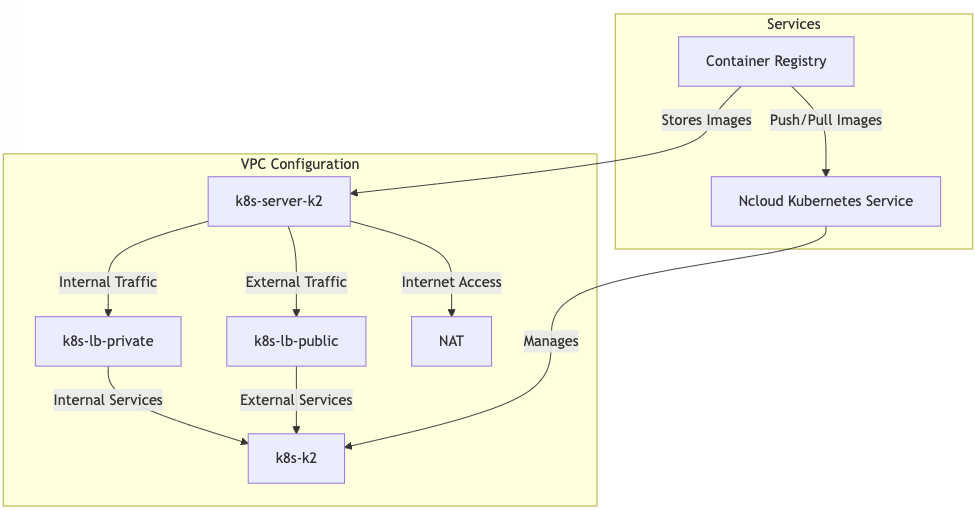 Services
Container Registry
Stores Images
Push/Pull Images
VPC Configuration
k8s-server-k2
Ncloud Kubernetes Service
Internal Traffic
External Traffic
Internet Access
k8s-lb-private
k8s-lb-public
NAT
Manages
Internal Services
External Services
k8s-k2